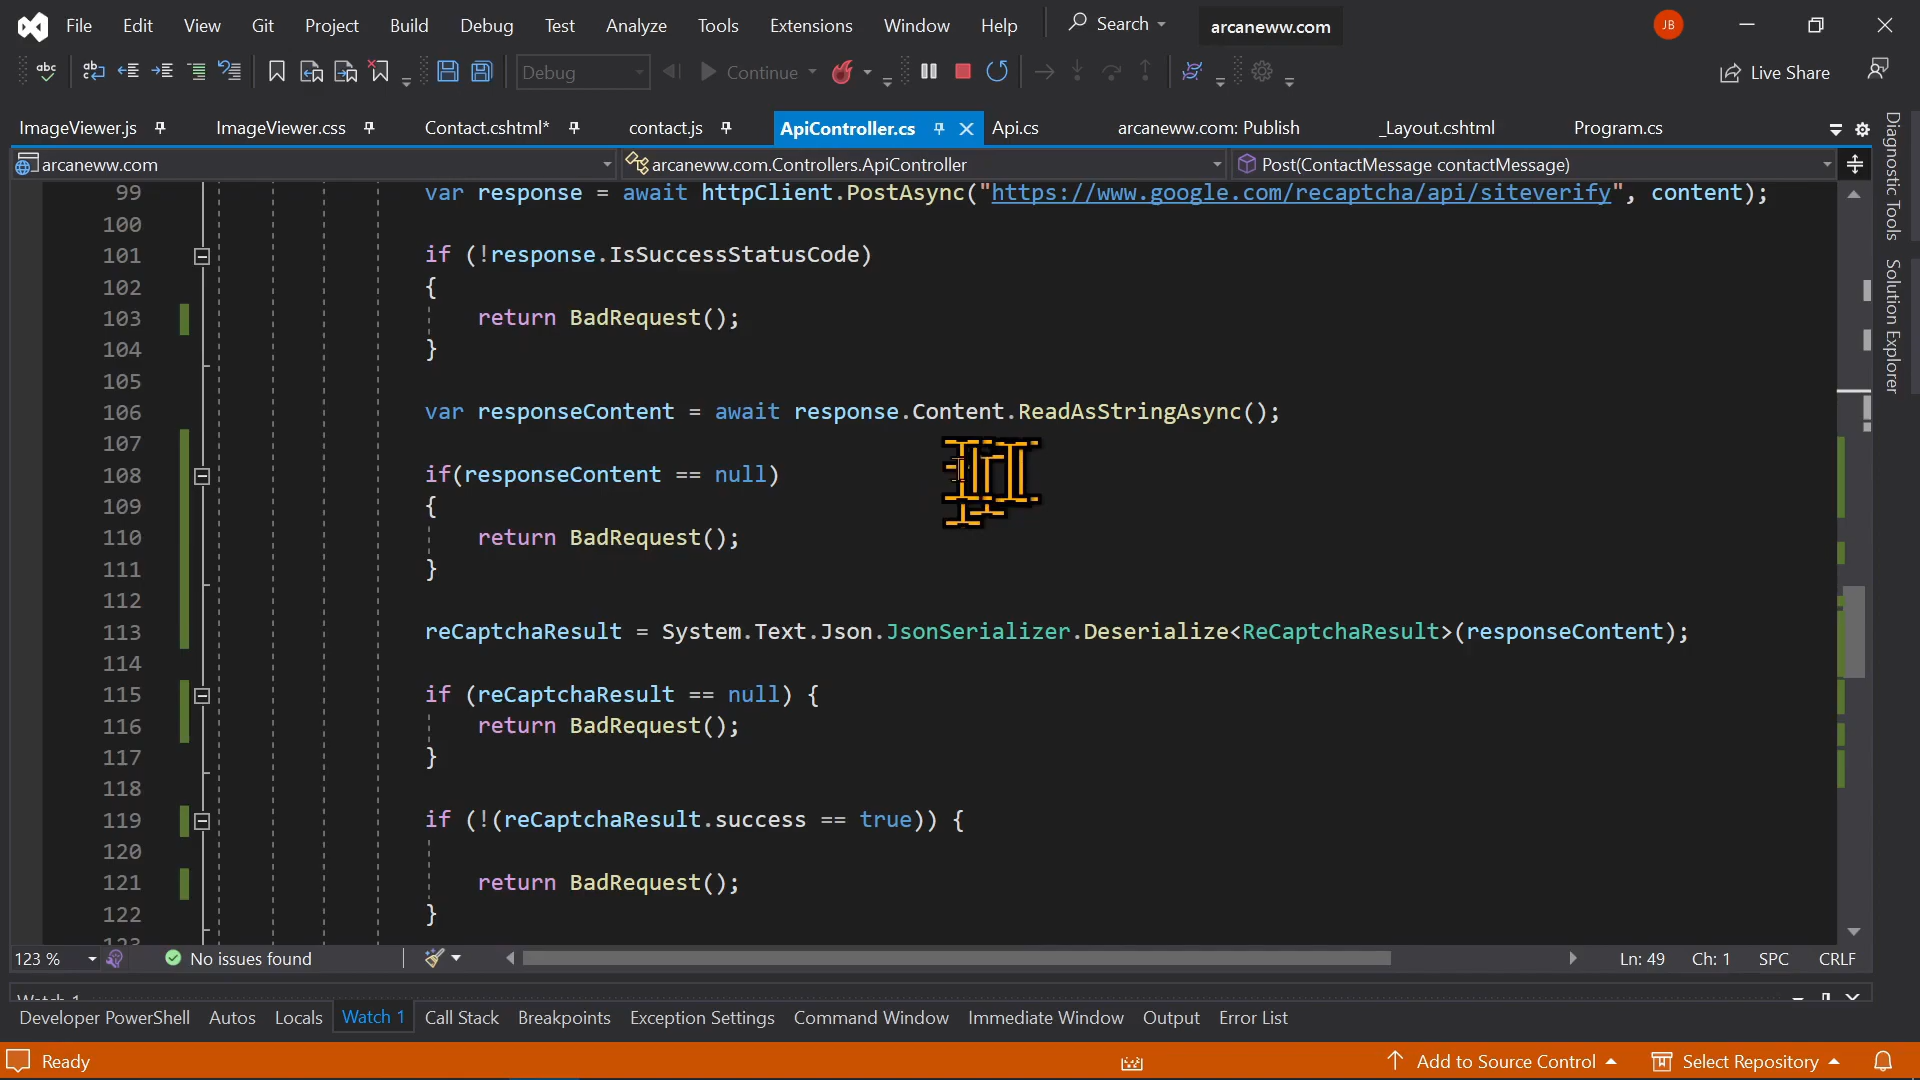 File Edit View Git Project Build Debug Test Analyze Tools Extensions Window Help Search arcaneww.com JB
abc Debug Continue Live Share
ImageViewer.js ImageViewer.css Contact.cshtml* contact.js ApiController.cs Api.cs arcaneww.com: Publish _Layout.cshtml Program.cs
arcaneww.com arcaneww.com.Controllers.ApiController Post(ContactMessage contactMessage)
99 var response = await httpClient.PostAsync("https://www.google.com/recaptcha/api/siteverify", content);
100
101 if (!response.IsSuccessStatusCode)
102 {
103 return BadRequest();
104 }
105
106 var responseContent = await response.Content.ReadAsStringAsync();
107
108 if(responseContent == null)
109 {
110 return BadRequest();
111 }
112
113 reCaptchaResult = System.Text.Json.JsonSerializer.Deserialize<ReCaptchaResult>(responseContent);
114
115 if (reCaptchaResult == null) {
116 return BadRequest();
117 }
118
119 if (!(reCaptchaResult.success == true)) {
120
121 return BadRequest();
122 }
123
Diagnostic Tools
Solution Explorer
123 % No issues found Ln: 49 Ch: 1 SPC CRLF
Watch 1
Developer PowerShell Autos Locals Watch 1 Call Stack Breakpoints Exception Settings Command Window Immediate Window Output Error List
Ready Add to Source Control Select Repository